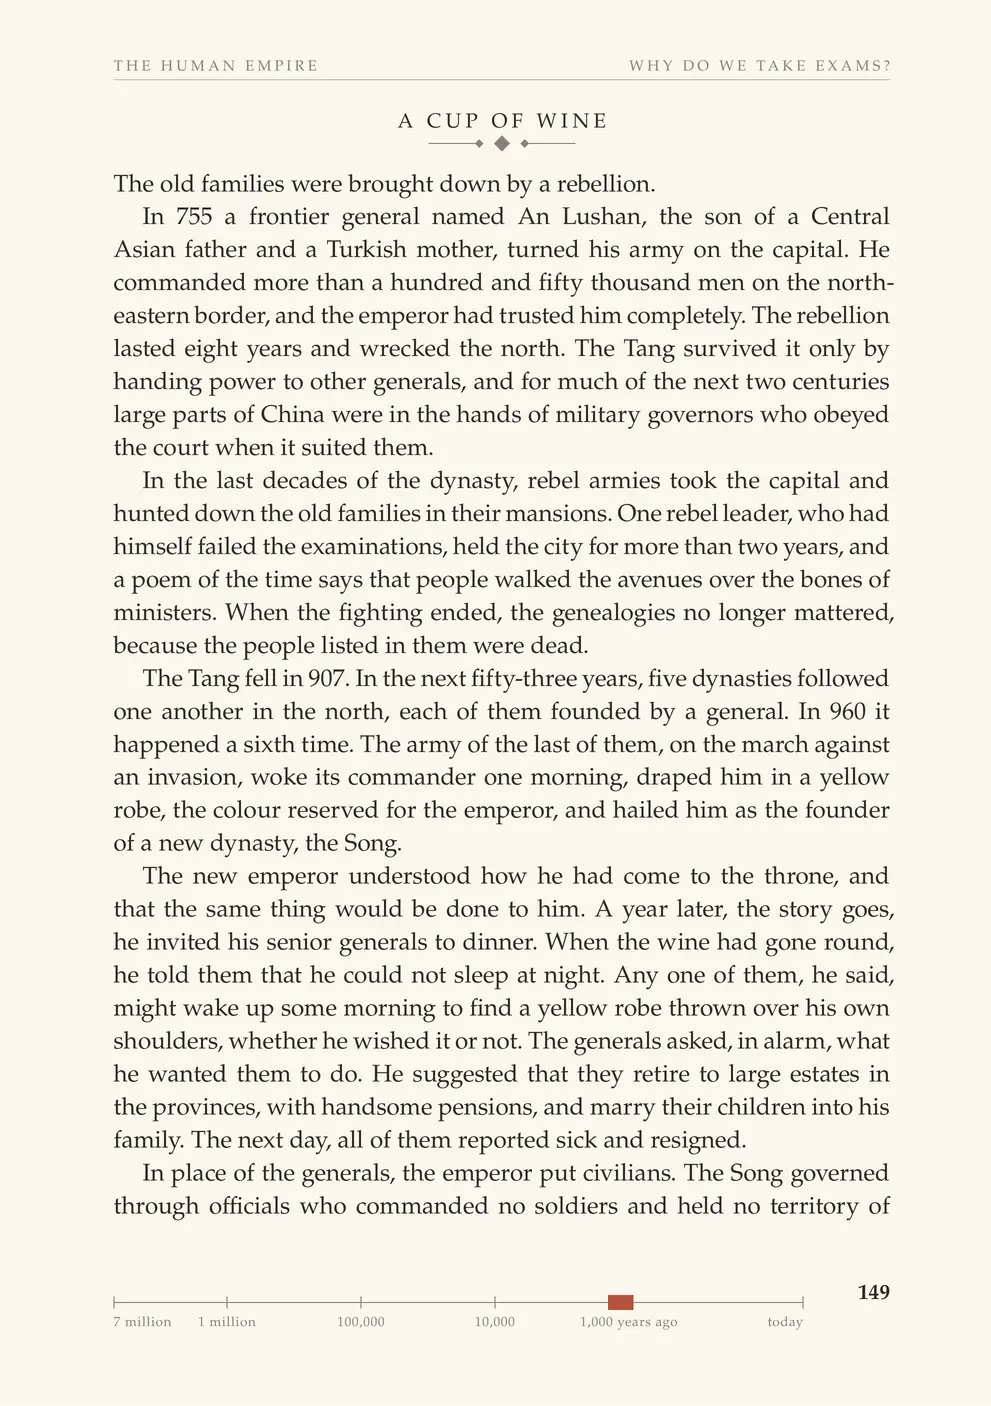 THE HUMAN EMPIRE
WHY DO WE TAKE EXAMS?
A CUP OF WINE
The old families were brought down by a rebellion.
In 755 a frontier general named An Lushan, the son of a Central
Asian father and a Turkish mother, turned his army on the capital. He
commanded more than a hundred and fifty thousand men on the north-
eastern border, and the emperor had trusted him completely. The rebellion
lasted eight years and wrecked the north. The Tang survived it only by
handing power to other generals, and for much of the next two centuries
large parts of China were in the hands of military governors who obeyed
the court when it suited them.
In the last decades of the dynasty, rebel armies took the capital and
hunted down the old families in their mansions. One rebel leader, who had
himself failed the examinations, held the city for more than two years, and
a poem of the time says that people walked the avenues over the bones of
ministers. When the fighting ended, the genealogies no longer mattered,
because the people listed in them were dead.
The Tang fell in 907. In the next fifty-three years, five dynasties followed
one another in the north, each of them founded by a general. In 960 it
happened a sixth time. The army of the last of them, on the march against
an invasion, woke its commander one morning, draped him in a yellow
robe, the colour reserved for the emperor, and hailed him as the founder
of a new dynasty, the Song.
The new emperor understood how he had come to the throne, and
that the same thing would be done to him. A year later, the story goes,
he invited his senior generals to dinner. When the wine had gone round,
he told them that he could not sleep at night. Any one of them, he said,
might wake up some morning to find a yellow robe thrown over his own
shoulders, whether he wished it or not. The generals asked, in alarm, what
he wanted them to do. He suggested that they retire to large estates in
the provinces, with handsome pensions, and marry their children into his
family. The next day, all of them reported sick and resigned.
In place of the generals, the emperor put civilians. The Song governed
through officials who commanded no soldiers and held no territory of
149
7 million 1 million 100,000 10,000 1,000 years ago today